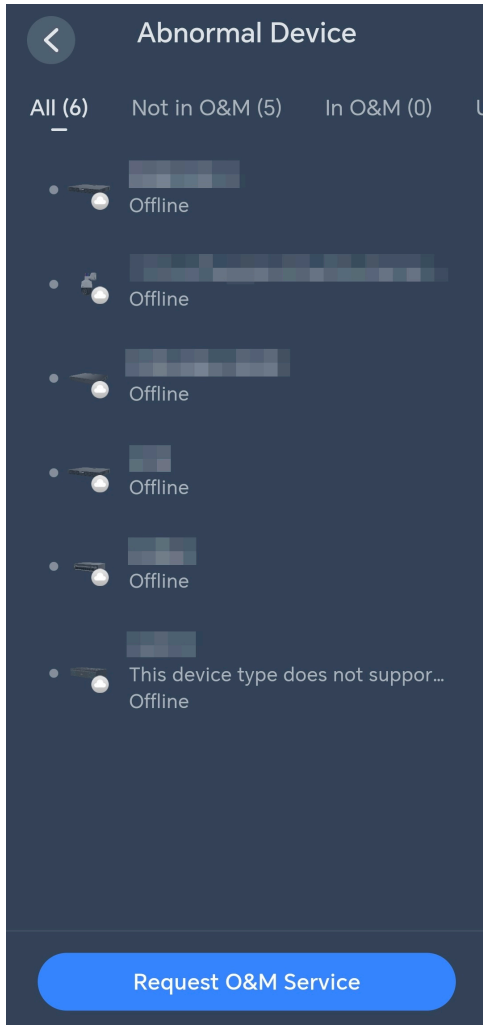 Abnormal Device
All (6) Not in O&M (5) In O&M (0)
Offline
Offline
Offline
Offline
Offline
This device type does not suppor...
Offline
Request O&M Service